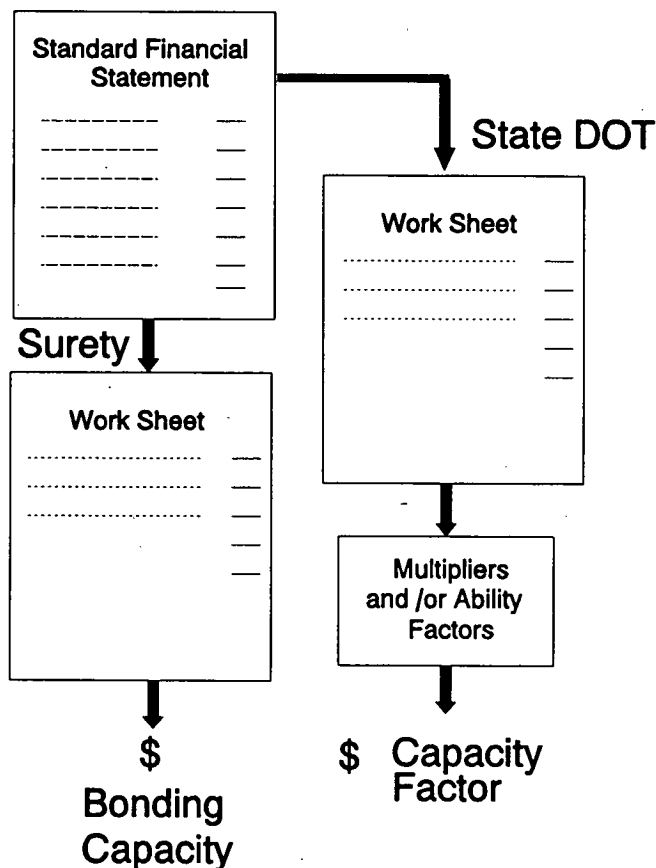 Standard Financial
Statement
State DOT
Work Sheet
Surety
Work Sheet
Multipliers
and /or Ability
Factors
$
Bonding
Capacity
$ Capacity
Factor